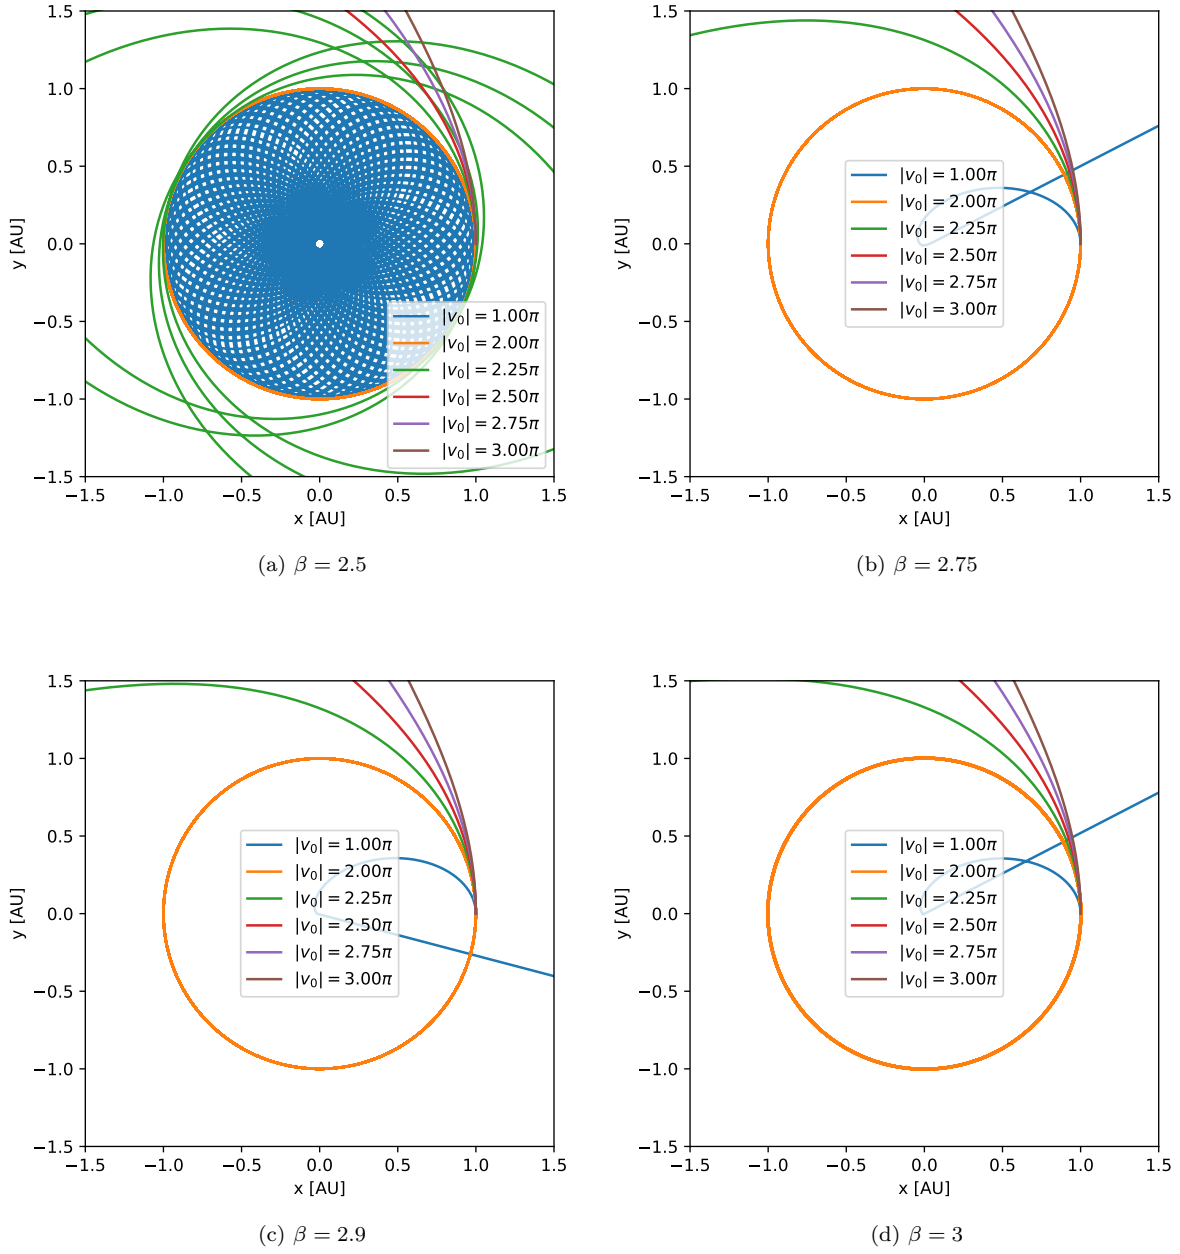 1.5
1.0
0.5
0.0
−0.5
−1.0
−1.5
y [AU]
−1.5 −1.0 −0.5 0.0 0.5 1.0 1.5
x [AU]
|v₀| = 1.00π
|v₀| = 2.00π
|v₀| = 2.25π
|v₀| = 2.50π
|v₀| = 2.75π
|v₀| = 3.00π
(a) β = 2.5
1.5
1.0
0.5
0.0
−0.5
−1.0
−1.5
y [AU]
−1.5 −1.0 −0.5 0.0 0.5 1.0 1.5
x [AU]
|v₀| = 1.00π
|v₀| = 2.00π
|v₀| = 2.25π
|v₀| = 2.50π
|v₀| = 2.75π
|v₀| = 3.00π
(b) β = 2.75
1.5
1.0
0.5
0.0
−0.5
−1.0
−1.5
y [AU]
−1.5 −1.0 −0.5 0.0 0.5 1.0 1.5
x [AU]
|v₀| = 1.00π
|v₀| = 2.00π
|v₀| = 2.25π
|v₀| = 2.50π
|v₀| = 2.75π
|v₀| = 3.00π
(c) β = 2.9
1.5
1.0
0.5
0.0
−0.5
−1.0
−1.5
y [AU]
−1.5 −1.0 −0.5 0.0 0.5 1.0 1.5
x [AU]
|v₀| = 1.00π
|v₀| = 2.00π
|v₀| = 2.25π
|v₀| = 2.50π
|v₀| = 2.75π
|v₀| = 3.00π
(d) β = 3